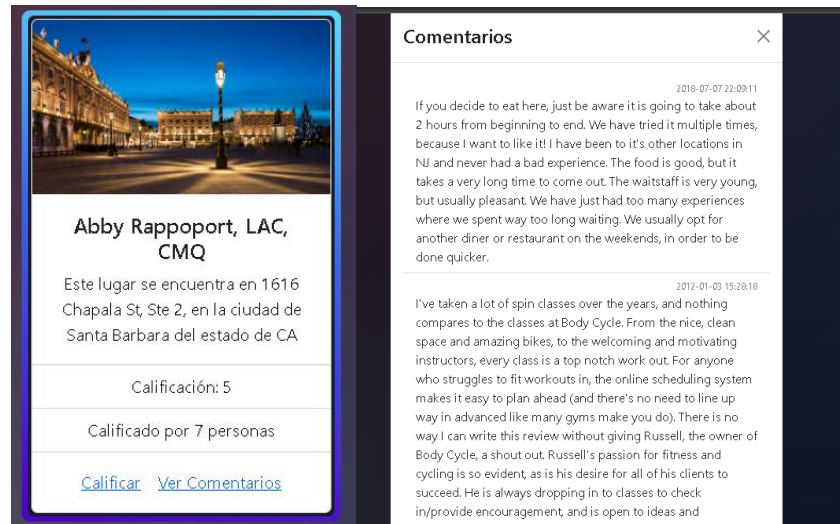 Abby Rappoport, LAC,
CMQ
Este lugar se encuentra en 1616
Chapala St, Ste 2, en la ciudad de
Santa Barbara del estado de CA
Calificación: 5
Calificado por 7 personas
Calificar Ver Comentarios
Comentarios
2018-07-07 22:09:11
If you decide to eat here, just be aware it is going to take about
2 hours from beginning to end. We have tried it multiple times,
because I want to like it! I have been to it's other locations in
NJ and never had a bad experience. The food is good, but it
takes a very long time to come out. The waitstaff is very young,
but usually pleasant. We have just had too many experiences
where we spent way too long waiting. We usually opt for
another diner or restaurant on the weekends, in order to be
done quicker.
2012-01-03 15:28:18
I've taken a lot of spin classes over the years, and nothing
compares to the classes at Body Cycle. From the nice, clean
space and amazing bikes, to the welcoming and motivating
instructors, every class is a top notch work out. For anyone
who struggles to fit workouts in, the online scheduling system
makes it easy to plan ahead (and there's no need to line up
way in advanced like many gyms make you do). There is no
way I can write this review without giving Russell, the owner of
Body Cycle, a shout out. Russell's passion for fitness and
cycling is so evident, as is his desire for all of his clients to
succeed. He is always dropping in to classes to check
in/provide encouragement, and is open to ideas and